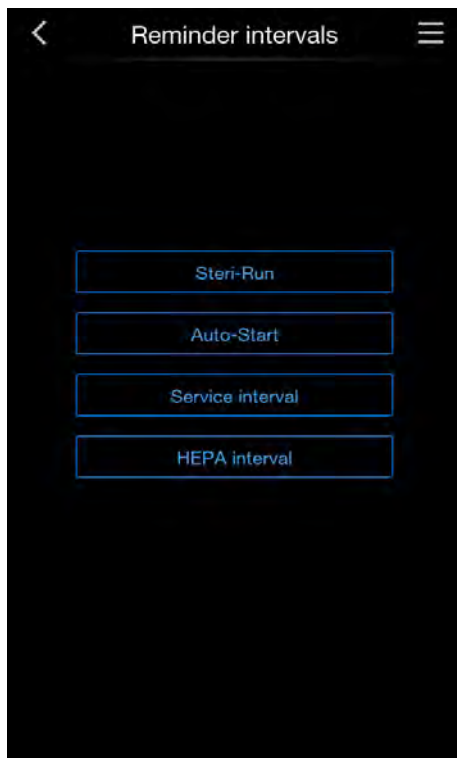 Reminder intervals
Steri-Run
Auto-Start
Service interval
HEPA interval